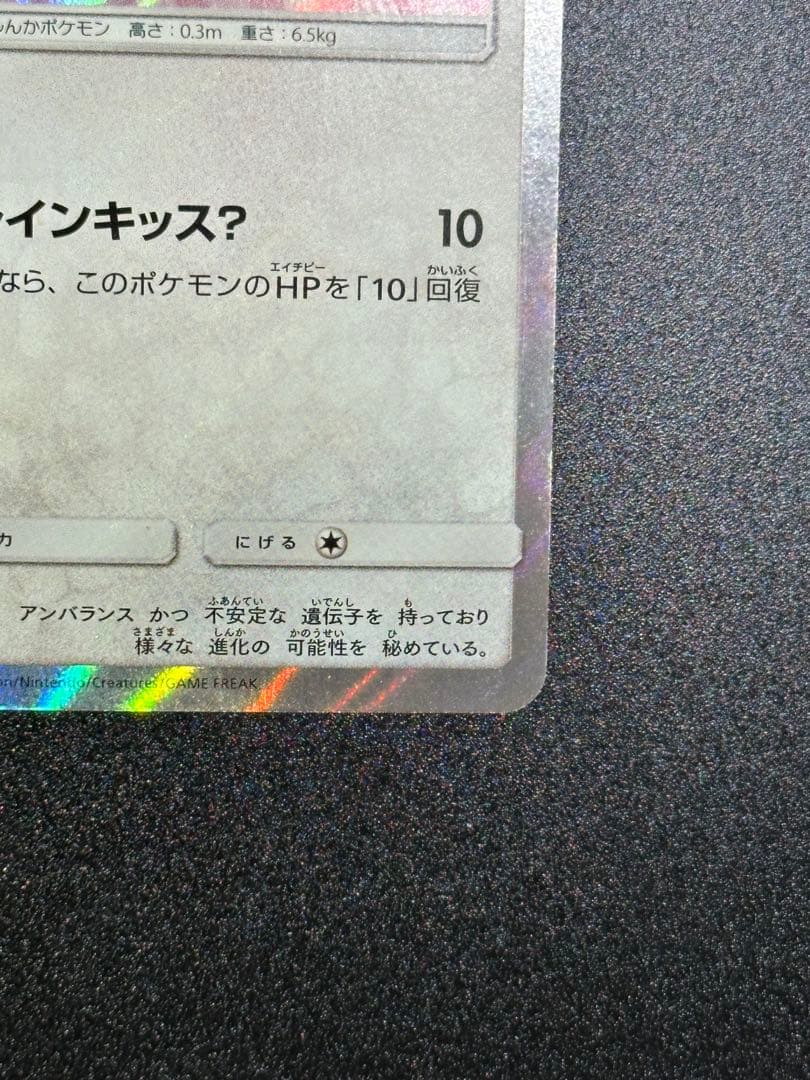 んかポケモン 高さ：0.3m 重さ：6.5kg
インキッス? 10
なら、このポケモンのHPを「10」回復
エイチピー かいふく
力
にげる
アンバランス かつ 不安定な 遺伝子を 持っており
ふあんてい いでんし も
様々な 進化の 可能性を 秘めている。
さまざま しんか かのうせい ひ
on/Nintendo/Creatures/GAME FREAK